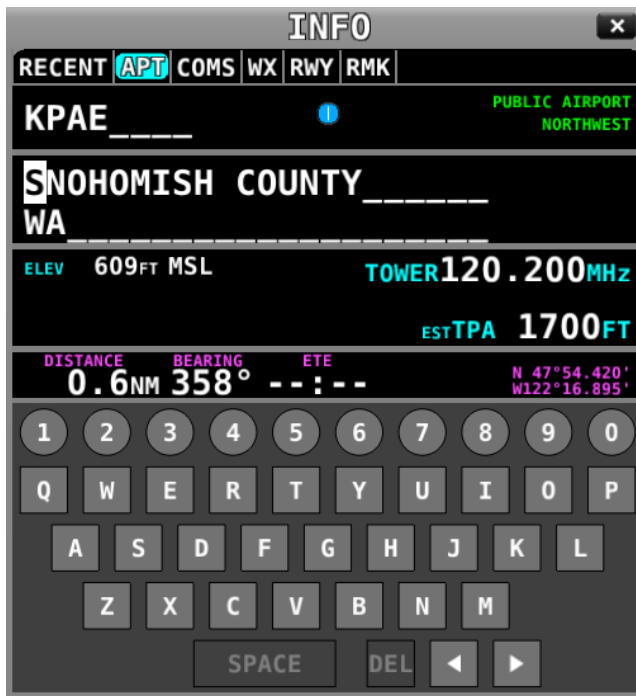 INFO ×
RECENT APT COMS WX RWY RMK
KPAE____
PUBLIC AIRPORT
NORTHWEST
SNOHOMISH COUNTY______
WA______________________
ELEV 609FT MSL TOWER120.200MHz
ESTTPA 1700FT
DISTANCE BEARING ETE
0.6NM 358° --:--
N 47°54.420'
W122°16.895'
1 2 3 4 5 6 7 8 9 0
Q W E R T Y U I O P
A S D F G H J K L
Z X C V B N M
SPACE DEL ◀ ▶